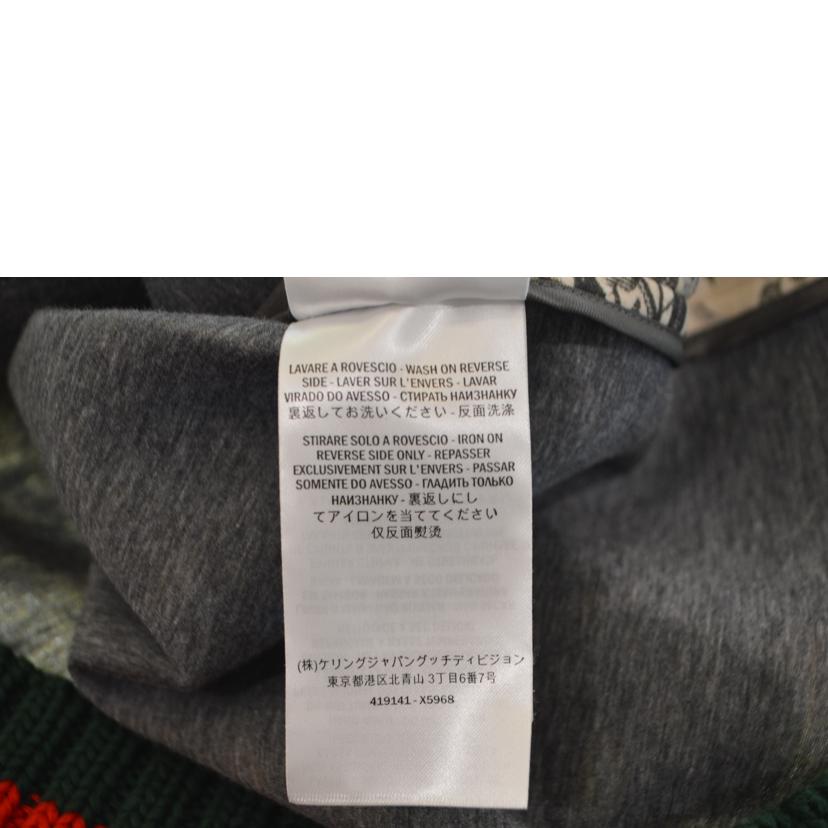 LAVARE A ROVESCIO - WASH ON REVERSE
SIDE - LAVER SUR L'ENVERS - LAVAR
VIRADO DO AVESSO - СТИРАТЬ НАИЗНАНКУ
裏返してお洗いください - 反面洗涤
STIRARE SOLO A ROVESCIO - IRON ON
REVERSE SIDE ONLY - REPASSER
EXCLUSIVEMENT SUR L'ENVERS - PASSAR
SOMENTE DO AVESSO - ГЛАДИТЬ ТОЛЬКО
НАИЗНАНКУ - 裏返しにし
てアイロンを当ててください
仅反面熨烫
(株)ケリングジャパングッチディビジョン
東京都港区北青山 3丁目6番7号
419141 - X5968